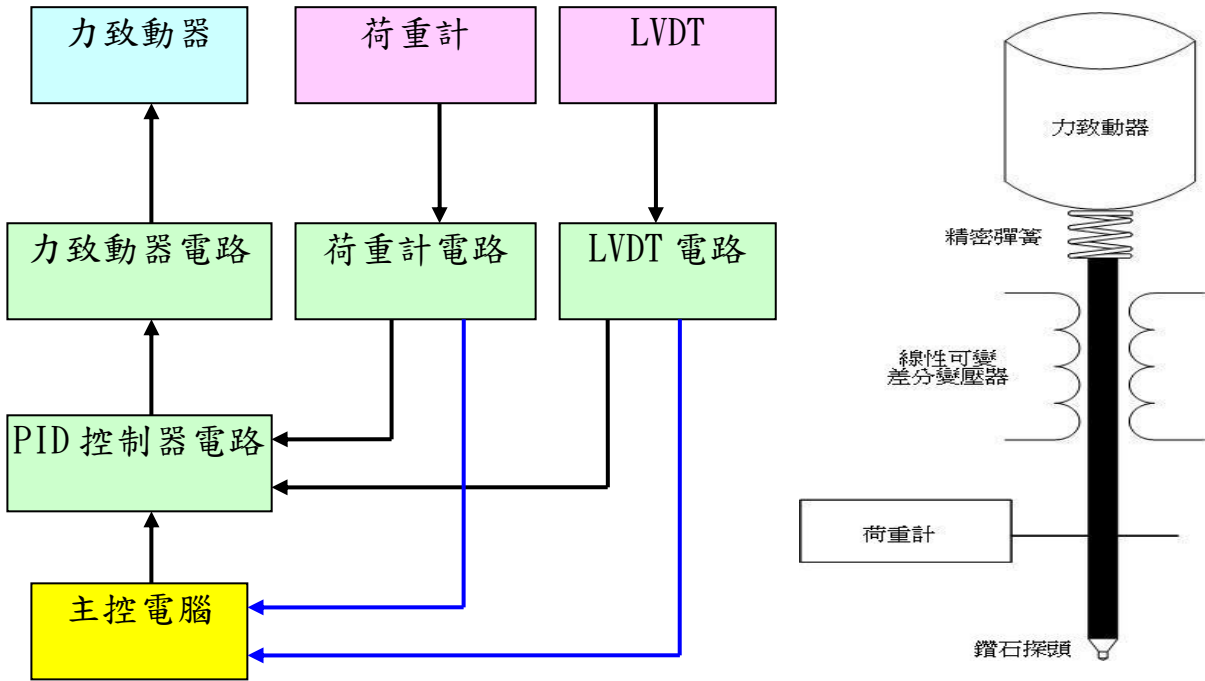 力致動器
荷重計
LVDT
力致動器電路
荷重計電路
LVDT 電路
PID 控制器電路
主控電腦
力致動器
精密彈簧
線性可變
差分變壓器
荷重計
鑽石探頭